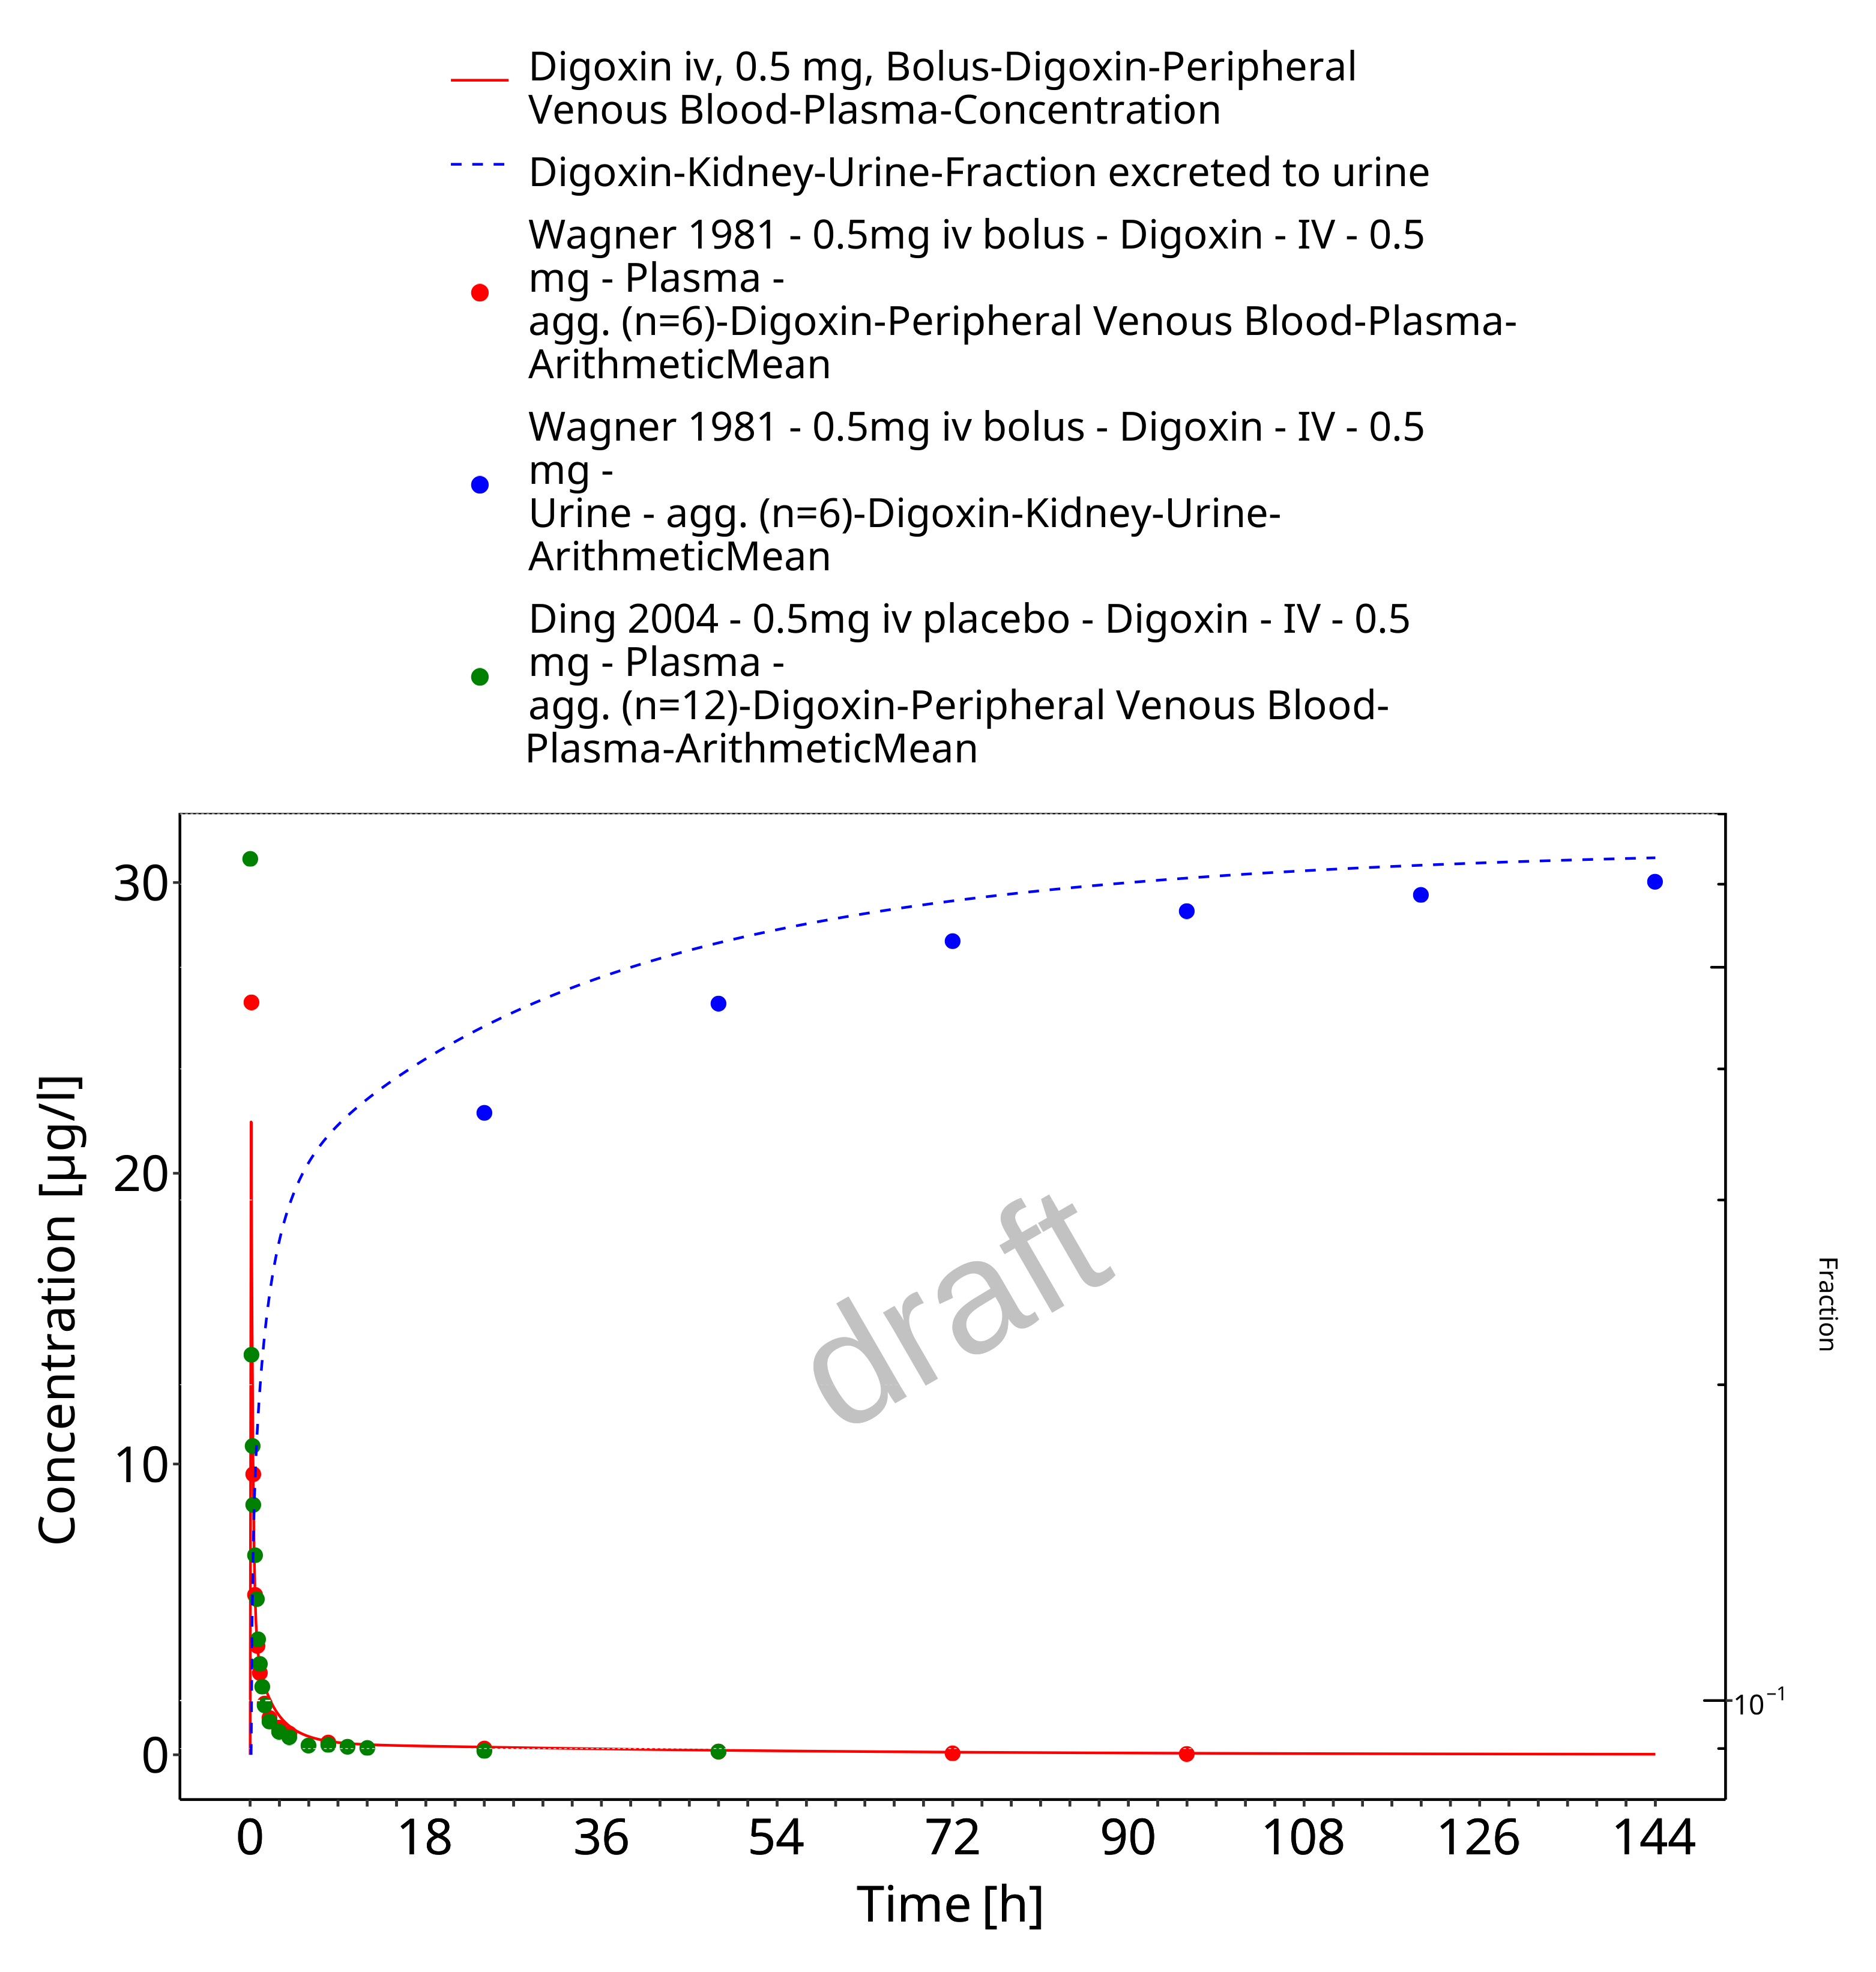 Digoxin iv, 0.5 mg, Bolus-Digoxin-Peripheral
Venous Blood-Plasma-Concentration
Digoxin-Kidney-Urine-Fraction excreted to urine
Wagner 1981 - 0.5mg iv bolus - Digoxin - IV - 0.5
mg - Plasma -
agg. (n=6)-Digoxin-Peripheral Venous Blood-Plasma-
ArithmeticMean
Wagner 1981 - 0.5mg iv bolus - Digoxin - IV - 0.5
mg -
Urine - agg. (n=6)-Digoxin-Kidney-Urine-
ArithmeticMean
Ding 2004 - 0.5mg iv placebo - Digoxin - IV - 0.5
mg - Plasma -
agg. (n=12)-Digoxin-Peripheral Venous Blood-
Plasma-ArithmeticMean
Concentration [µg/l]
30
20
10
0
draft
Fraction
10⁻¹
0 18 36 54 72 90 108 126 144
Time [h]